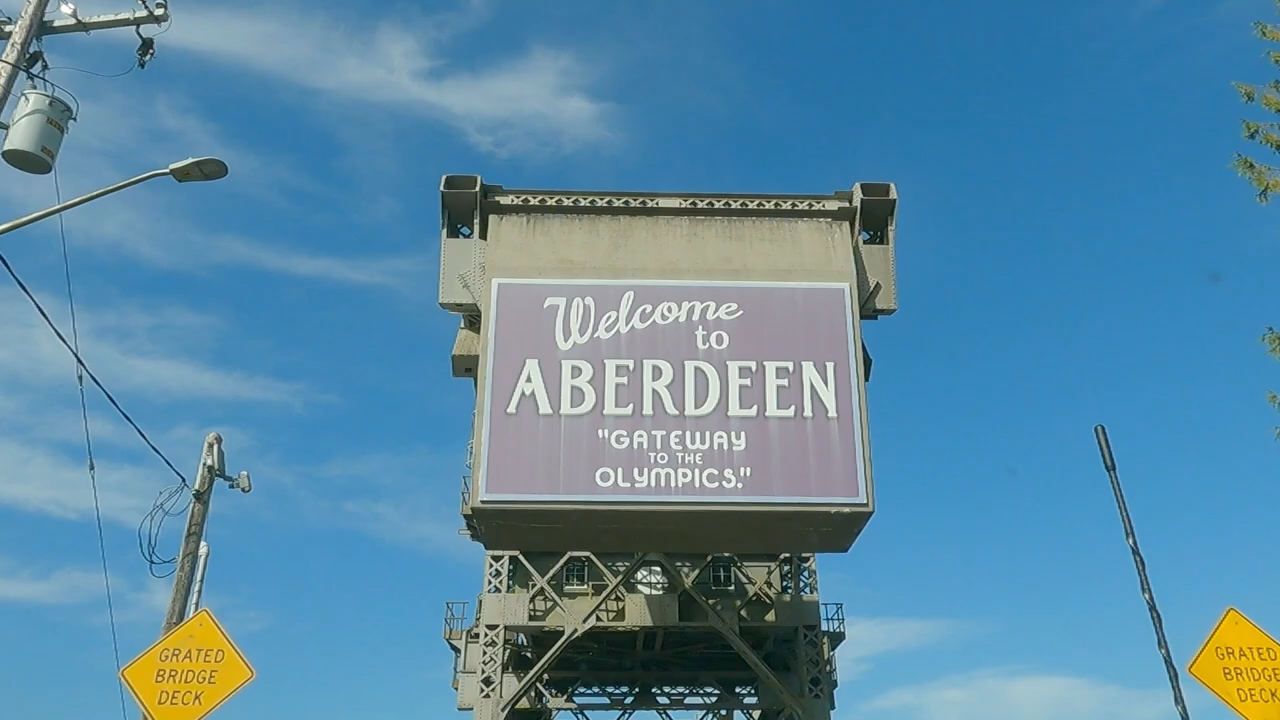 Welcome
to
ABERDEEN
"GATEWAY
TO THE
OLYMPICS."
GRATED
BRIDGE
DECK
GRATED
BRIDGE
DECK